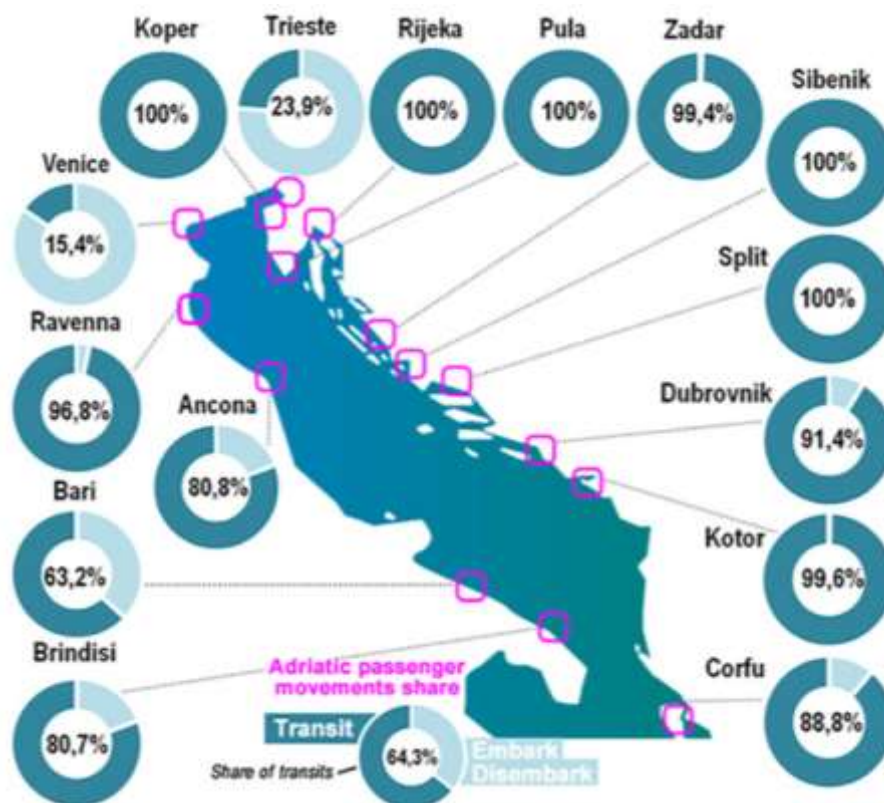 Koper
100%
Trieste
23,9%
Rijeka
100%
Pula
100%
Zadar
99,4%
Sibenik
100%
Venice
15,4%
Split
100%
Ravenna
96,8%
Ancona
80,8%
Dubrovnik
91,4%
Bari
63,2%
Kotor
99,6%
Brindisi
80,7%
Corfu
88,8%
Adriatic passenger
movements share
Transit
64,3%
Embark
Disembark
Share of transits